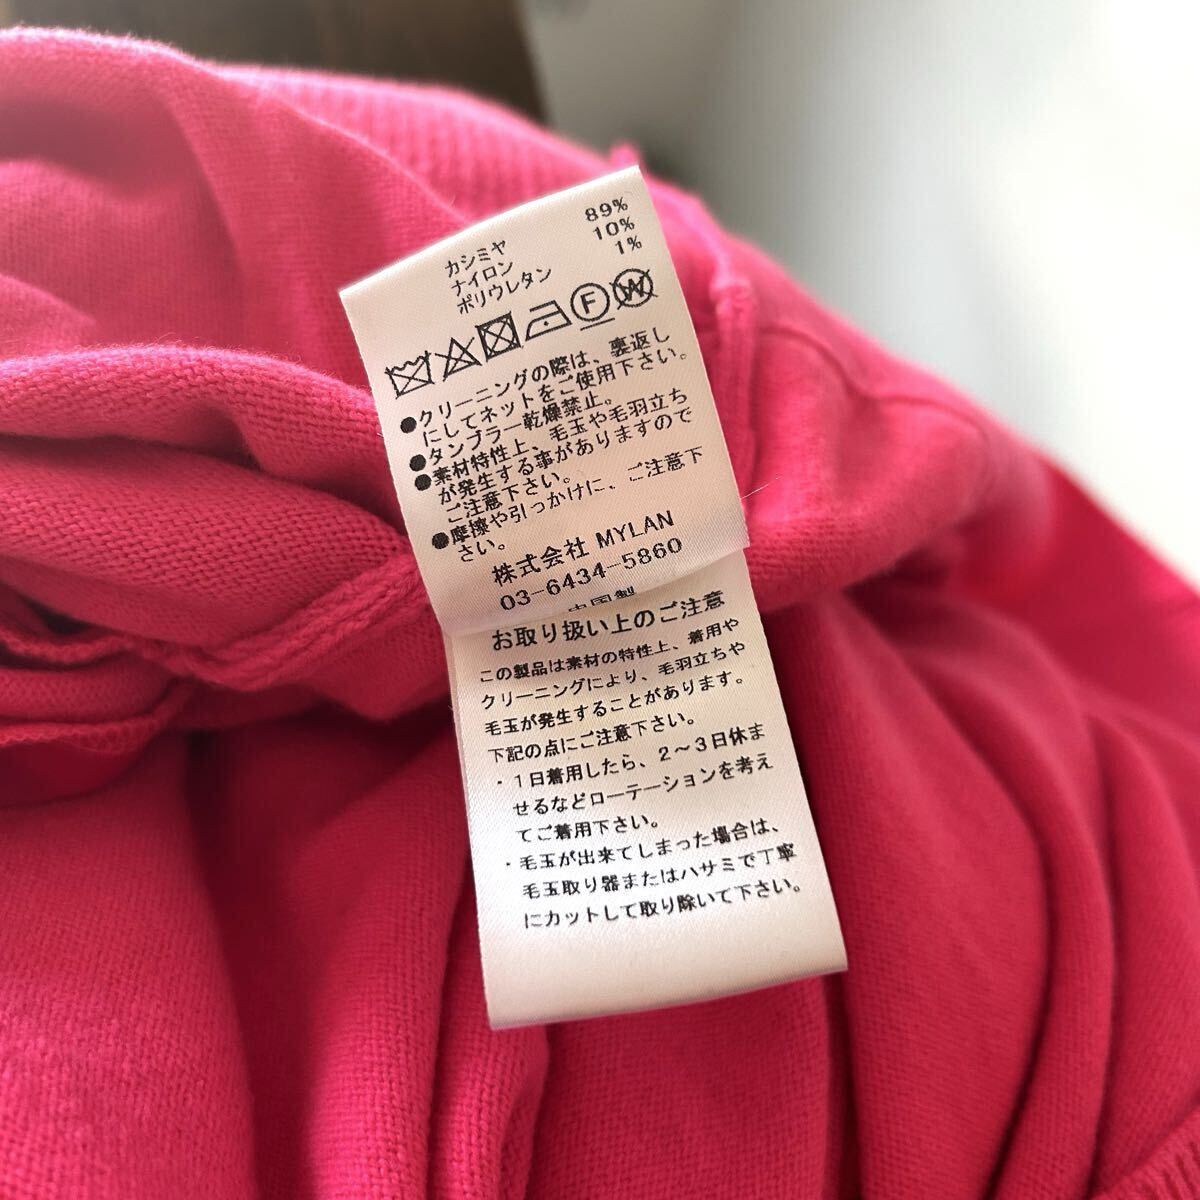 カシミヤ 89%
ナイロン 10%
ポリウレタン 1%
F W
●クリーニングの際は、裏返し
にしてネットをご使用下さい。
●タンブラー乾燥禁止。
●素材特性上、毛玉や毛羽立ち
が発生する事がありますので
ご注意下さい。
●摩擦や引っかけに、ご注意下
さい。
株式会社 MYLAN
03-6434-5860
中国製
お取り扱い上のご注意
この製品は素材の特性上、着用や
クリーニングにより、毛羽立ちや
毛玉が発生することがあります。
下記の点にご注意下さい。
・1日着用したら、2〜3日休ま
せるなどローテーションを考え
てご着用下さい。
・毛玉が出来てしまった場合は、
毛玉取り器またはハサミで丁寧
にカットして取り除いて下さい。